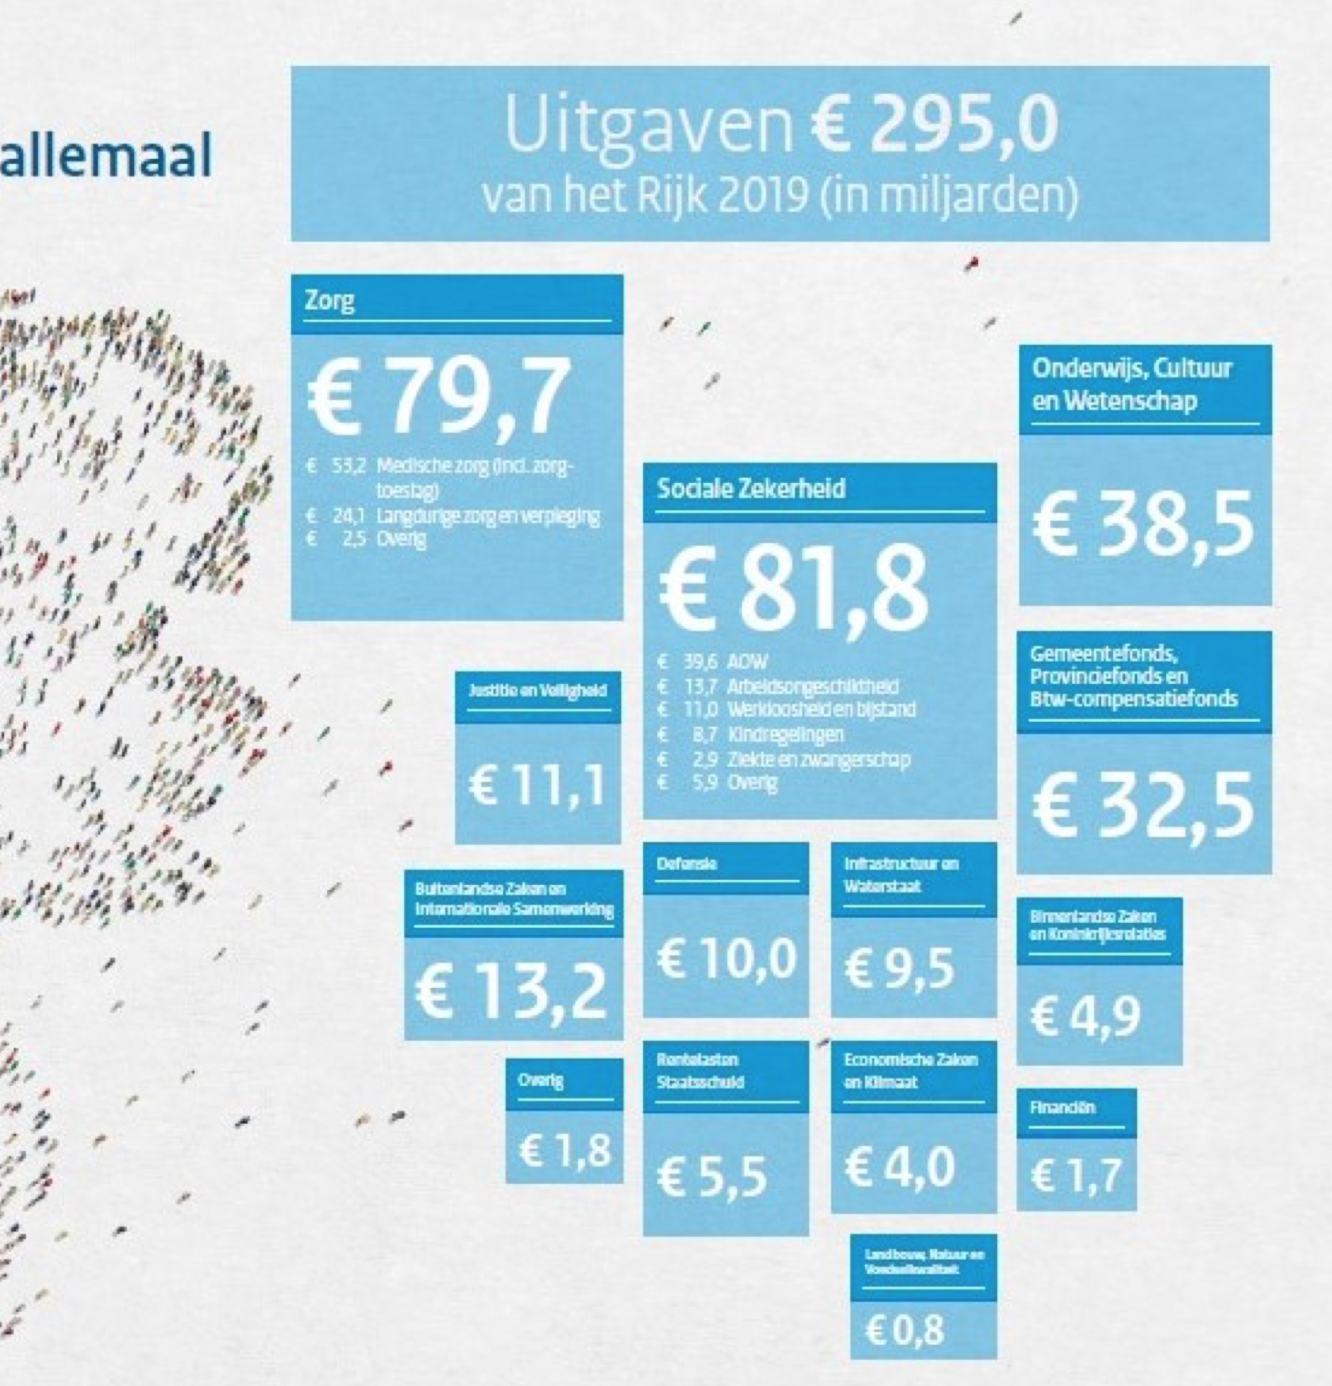 allemaal
Uitgaven € 295,0
van het Rijk 2019 (in miljarden)
Zorg
€ 79,7
€ 53,2 Medische zorg (incl. zorg-
toeslag)
€ 24,1 Langdurige zorg en verpleging
€ 2,5 Overig
Sociale Zekerheid
€ 81,8
€ 39,6 AOW
€ 13,7 Arbeidsongeschiktheid
€ 11,0 Werkloosheid en bijstand
€ 8,7 Kindregelingen
€ 2,9 Ziekte en zwangerschap
€ 5,9 Overig
Onderwijs, Cultuur
en Wetenschap
€ 38,5
Gemeentefonds,
Provinciefonds en
Btw-compensatiefonds
€ 32,5
Justitie en Veiligheid
€ 11,1
Buitenlandse Zaken en
Internationale Samenwerking
€ 13,2
Defensie
€ 10,0
Infrastructuur en
Waterstaat
€ 9,5
Binnenlandse Zaken
en Koninkrijksrelaties
€ 4,9
Overig
€ 1,8
Rentelasten
Staatsschuld
€ 5,5
Economische Zaken
en Klimaat
€ 4,0
Financiën
€ 1,7
Landbouw, Natuur en
Voedselkwaliteit
€ 0,8